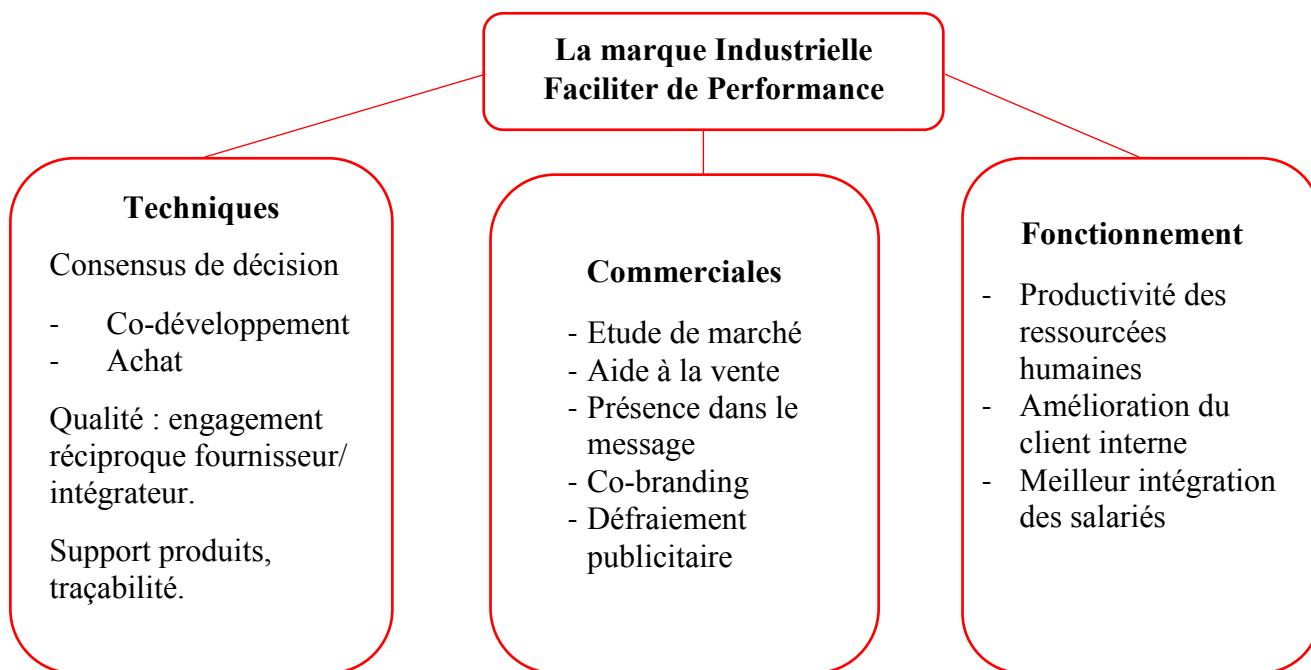 La marque Industrielle
Faciliter de Performance
Techniques
Consensus de décision
- Co-développement
- Achat
Qualité : engagement
réciproque fournisseur/
intégrateur.
Support produits,
traçabilité.
Commerciales
- Etude de marché
- Aide à la vente
- Présence dans le
message
- Co-branding
- Défraiement
publicitaire
Fonctionnement
- Productivité des
ressourcées
humaines
- Amélioration du
client interne
- Meilleur intégration
des salariés